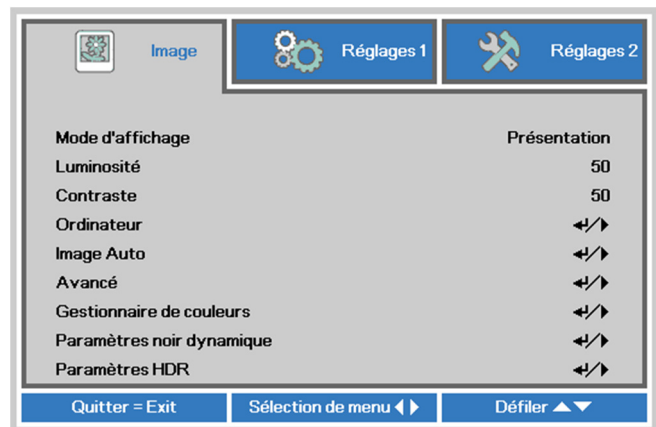 Image
Réglages 1
Réglages 2
Mode d'affichage Présentation
Luminosité 50
Contraste 50
Ordinateur
Image Auto
Avancé
Gestionnaire de couleurs
Paramètres noir dynamique
Paramètres HDR
Quitter = Exit
Sélection de menu
Défiler